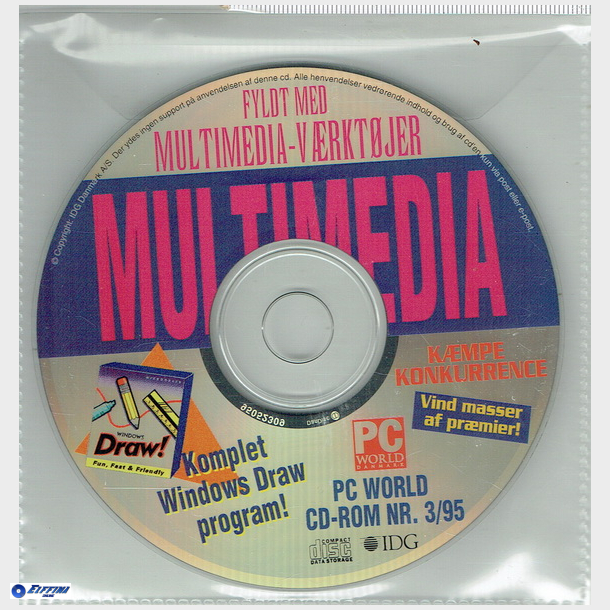 © Copyright: IDG Danmark A/S. Der ydes ingen support på anvendelsen af denne cd. Alle henvendelser vedrørende indhold og brug af cd'en kun via post eller e-post.
FYLDT MED
MULTIMEDIA-VÆRKTØJER
MULTIMEDIA
KÆMPE
KONKURRENCE
Vind masser
af præmier!
WINDOWS
Draw!
Fun, Fast & Friendly
Komplet
Windows Draw
program!
PC
WORLD
DANMARK
PC WORLD
CD-ROM NR. 3/95
COMPACT
disc
DATA STORAGE
IDG
95052309